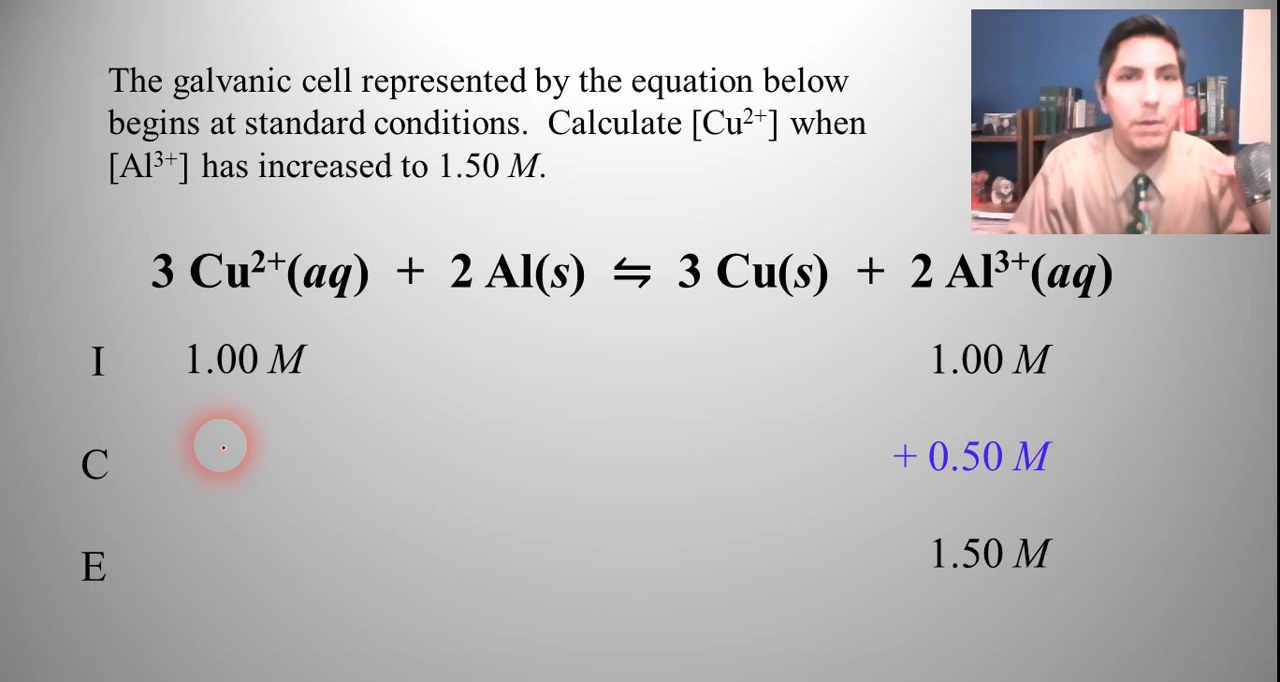 The galvanic cell represented by the equation below
begins at standard conditions.  Calculate [Cu²⁺] when
[Al³⁺] has increased to 1.50 M.
3 Cu²⁺(aq)  +  2 Al(s)  ⇋  3 Cu(s)  +  2 Al³⁺(aq)
I 1.00 M 1.00 M
C + 0.50 M
E 1.50 M